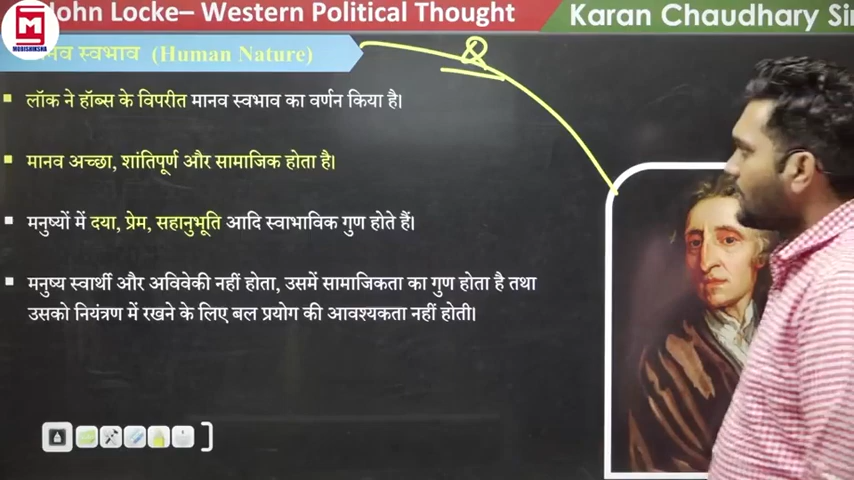 John Locke– Western Political Thought
Karan Chaudhary Si
MODISHIKSHA
मानव स्वभाव (Human Nature)
लॉक ने हॉब्स के विपरीत मानव स्वभाव का वर्णन किया है।
मानव अच्छा, शांतिपूर्ण और सामाजिक होता है।
मनुष्यों में दया, प्रेम, सहानुभूति आदि स्वाभाविक गुण होते हैं।
मनुष्य स्वार्थी और अविवेकी नहीं होता, उसमें सामाजिकता का गुण होता है तथा
उसको नियंत्रण में रखने के लिए बल प्रयोग की आवश्यकता नहीं होती।